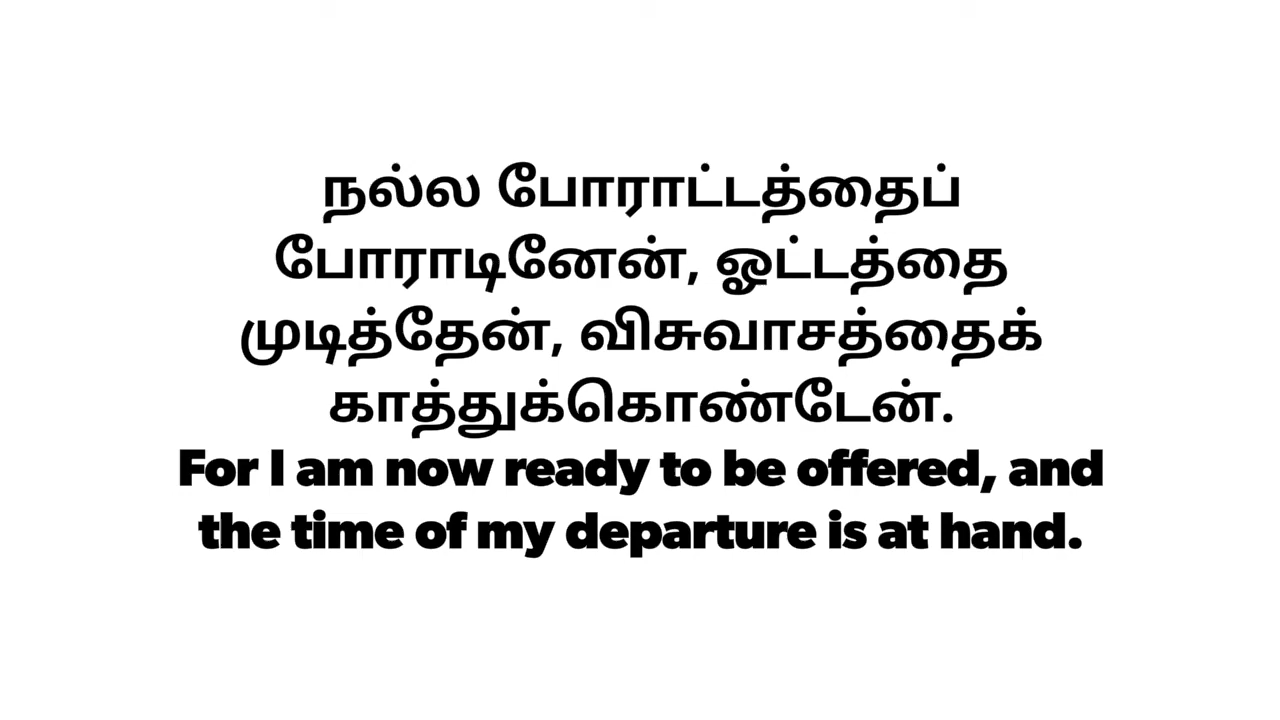 நல்ல போராட்டத்தைப்
போராடினேன், ஓட்டத்தை
முடித்தேன், விசுவாசத்தைக்
காத்துக்கொண்டேன்.
For I am now ready to be offered, and
the time of my departure is at hand.